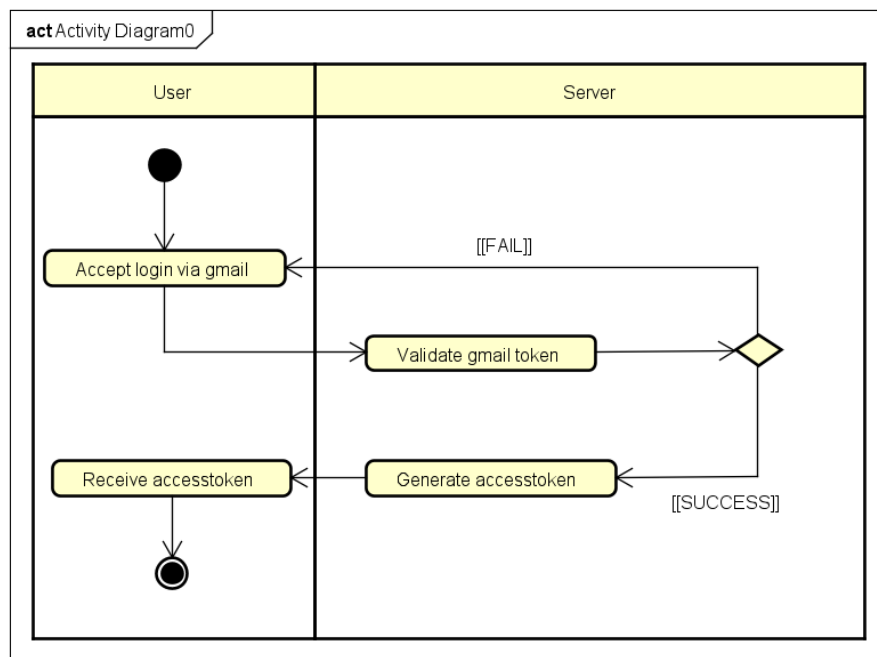 act Activity Diagram0
User
Server
[[FAIL]]
Accept login via gmail
Validate gmail token
Receive accesstoken
Generate accesstoken
[[SUCCESS]]